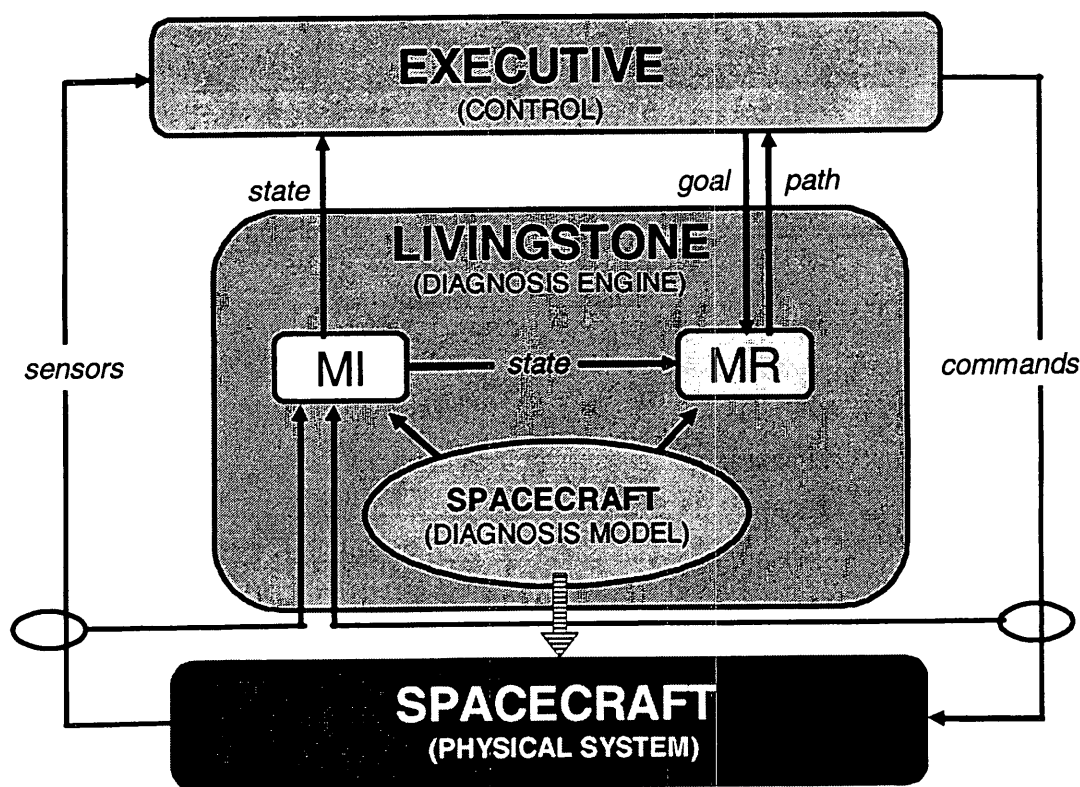 EXECUTIVE
(CONTROL)
state
goal
path
LIVINGSTONE
(DIAGNOSIS ENGINE)
sensors
MI
state
MR
commands
SPACECRAFT
(DIAGNOSIS MODEL)
SPACECRAFT
(PHYSICAL SYSTEM)